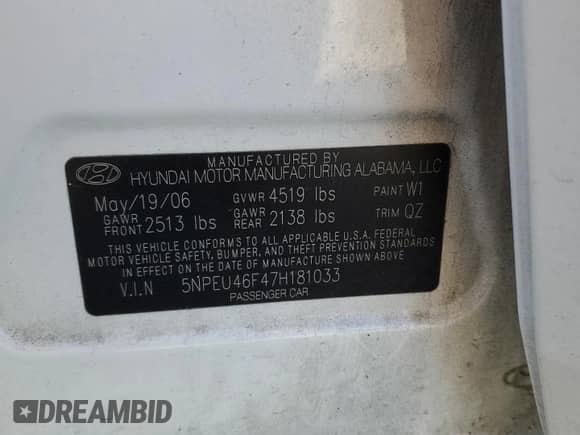 MANUFACTURED BY
HYUNDAI MOTOR MANUFACTURING ALABAMA, LLC
May/19/06 GVWR 4519 lbs PAINT W1
GAWR FRONT 2513 lbs GAWR REAR 2138 lbs TRIM QZ
THIS VEHICLE CONFORMS TO ALL APPLICABLE U.S.A. FEDERAL
MOTOR VEHICLE SAFETY, BUMPER, AND THEFT PREVENTION STANDARDS
IN EFFECT ON THE DATE OF MANUFACTURE SHOWN ABOVE
V.I.N 5NPEU46F47H181033
PASSENGER CAR
DREAMBID